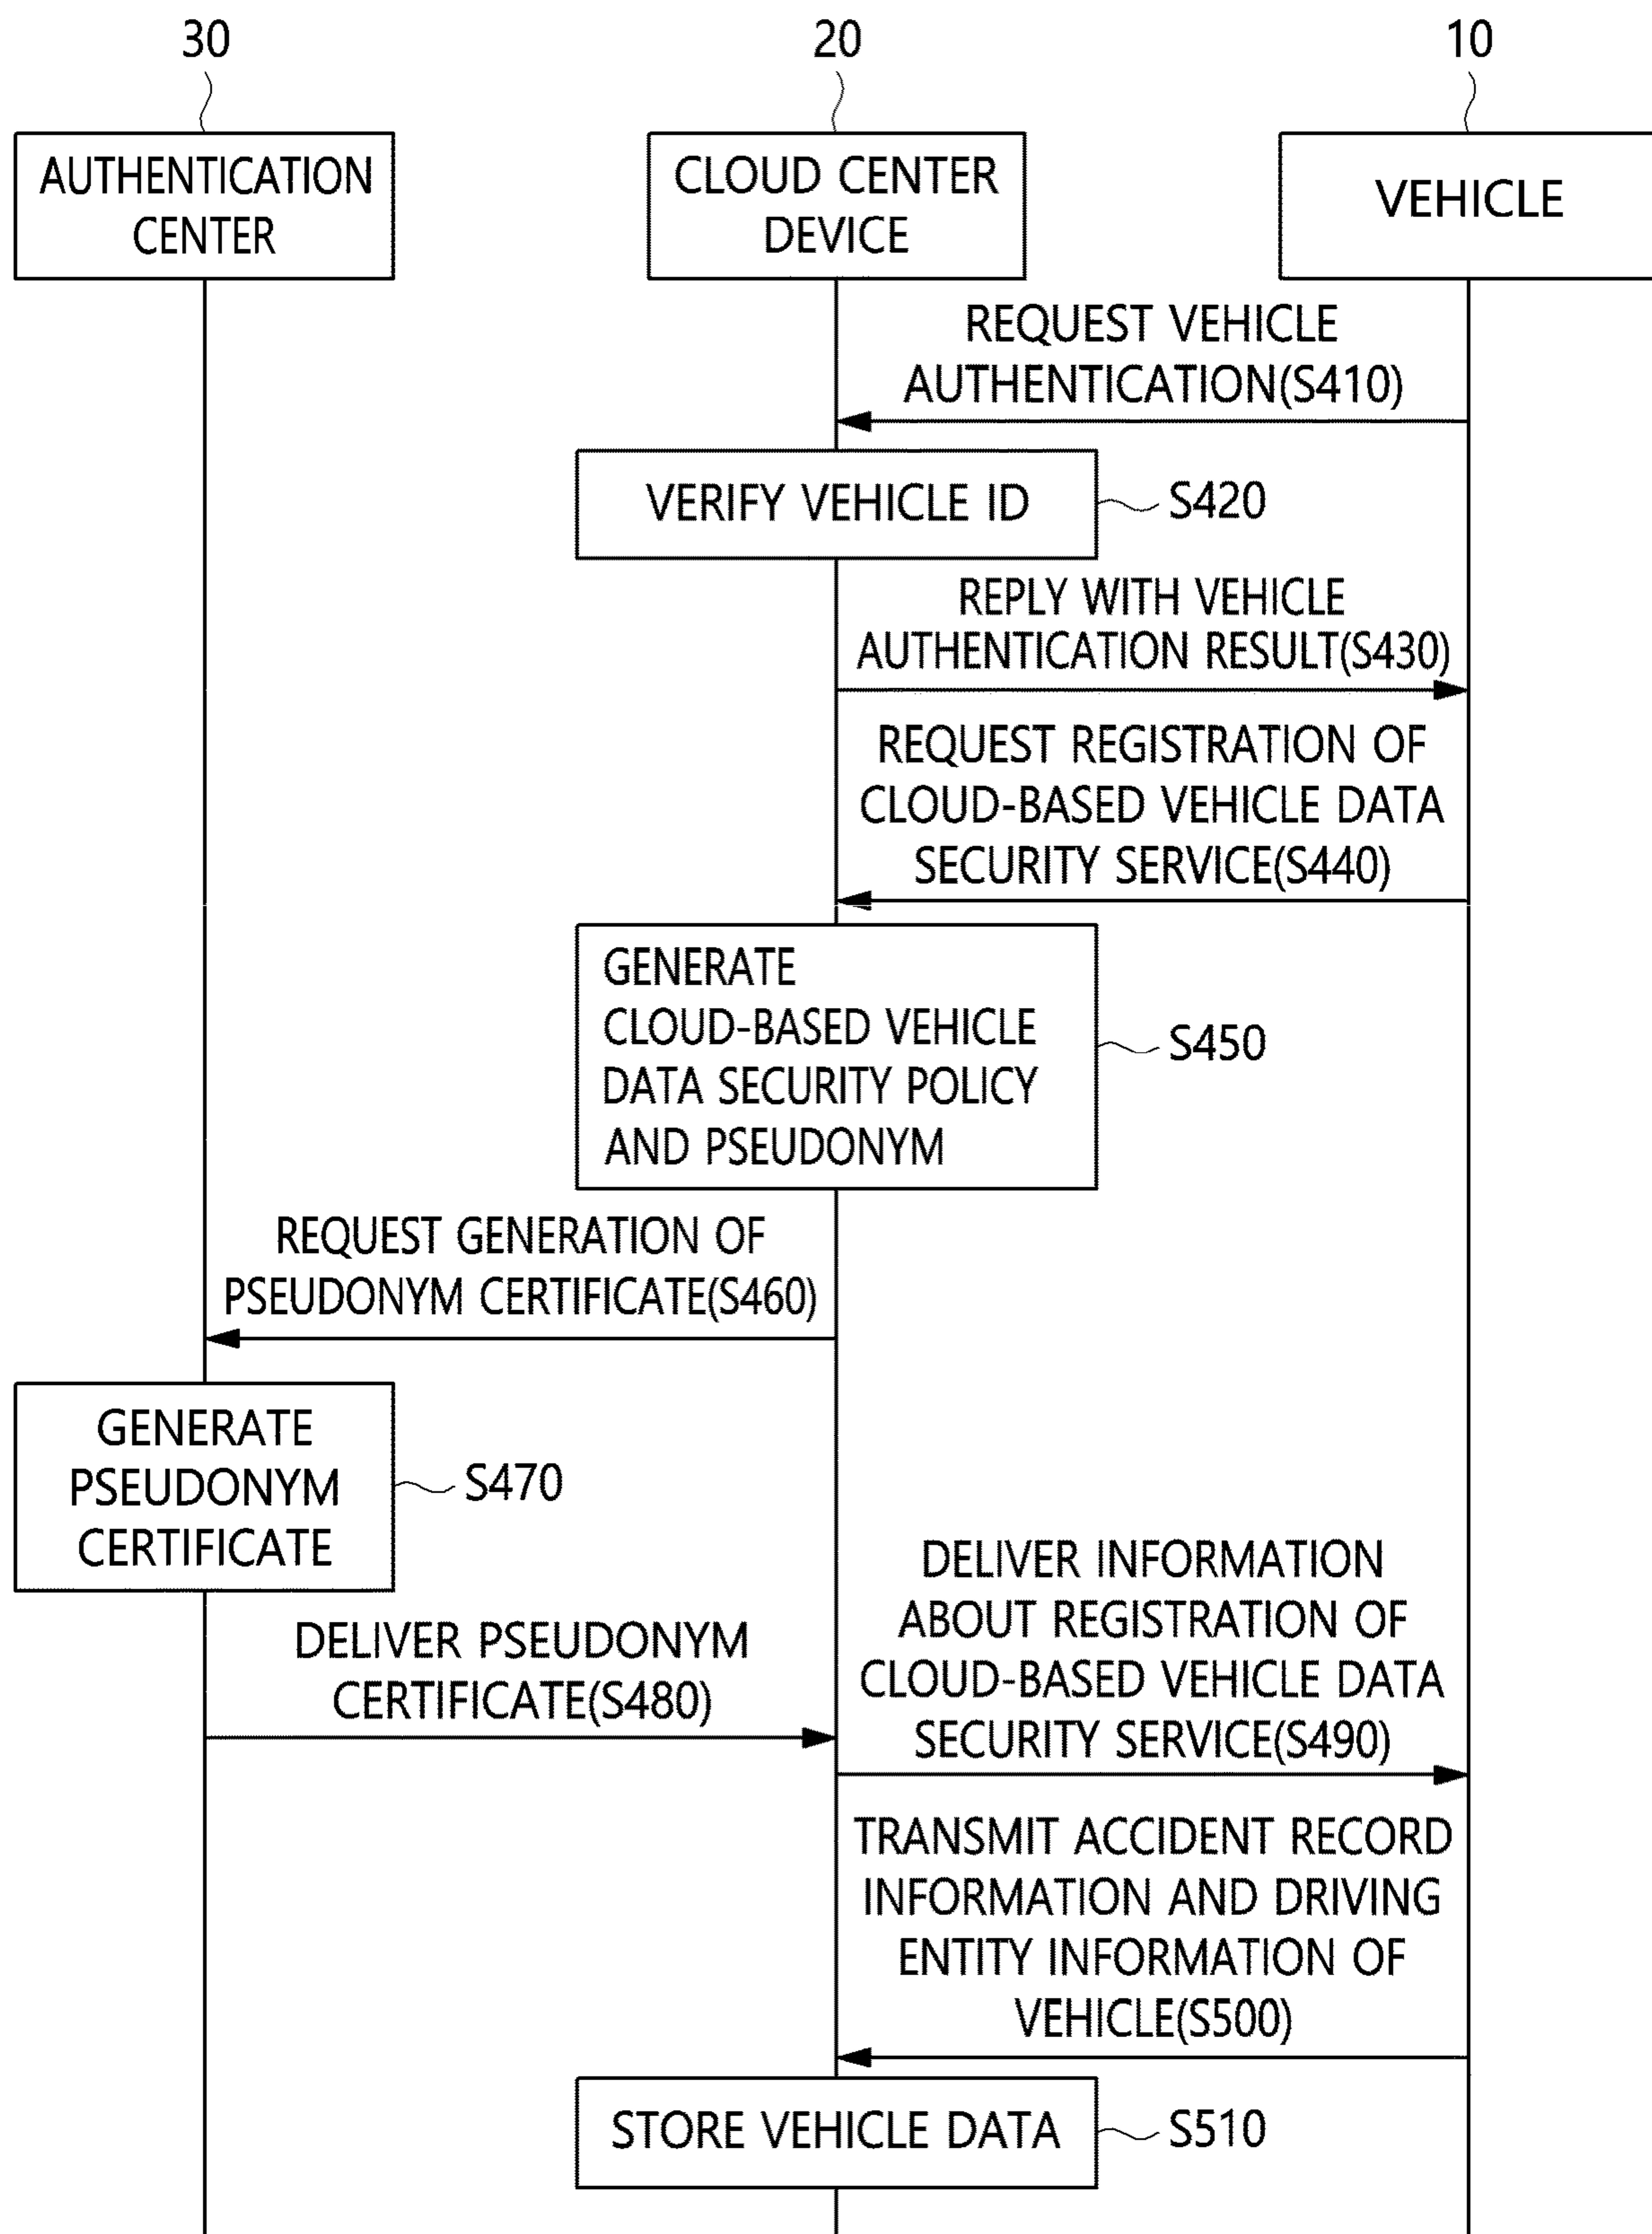 30
20
10
AUTHENTICATION
CENTER
CLOUD CENTER
DEVICE
VEHICLE
REQUEST VEHICLE
AUTHENTICATION(S410)
VERIFY VEHICLE ID
S420
REPLY WITH VEHICLE
AUTHENTICATION RESULT(S430)
REQUEST REGISTRATION OF
CLOUD-BASED VEHICLE DATA
SECURITY SERVICE(S440)
GENERATE
CLOUD-BASED VEHICLE
DATA SECURITY POLICY
AND PSEUDONYM
S450
REQUEST GENERATION OF
PSEUDONYM CERTIFICATE(S460)
GENERATE
PSEUDONYM
CERTIFICATE
S470
DELIVER PSEUDONYM
CERTIFICATE(S480)
DELIVER INFORMATION
ABOUT REGISTRATION OF
CLOUD-BASED VEHICLE DATA
SECURITY SERVICE(S490)
TRANSMIT ACCIDENT RECORD
INFORMATION AND DRIVING
ENTITY INFORMATION OF
VEHICLE(S500)
STORE VEHICLE DATA
S510